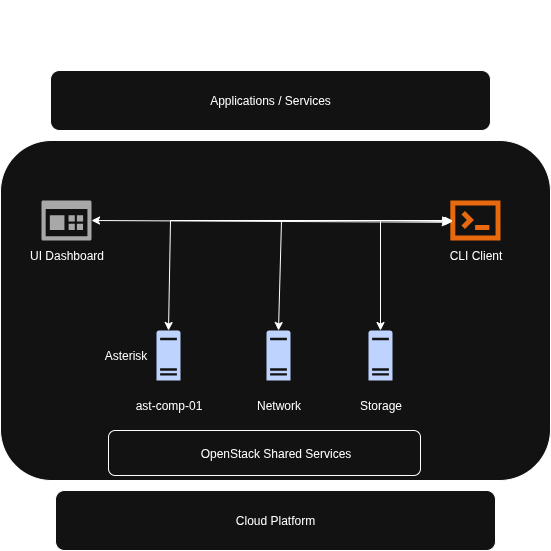 Applications / Services
UI Dashboard
CLI Client
Asterisk
ast-comp-01
Network
Storage
OpenStack Shared Services
Cloud Platform